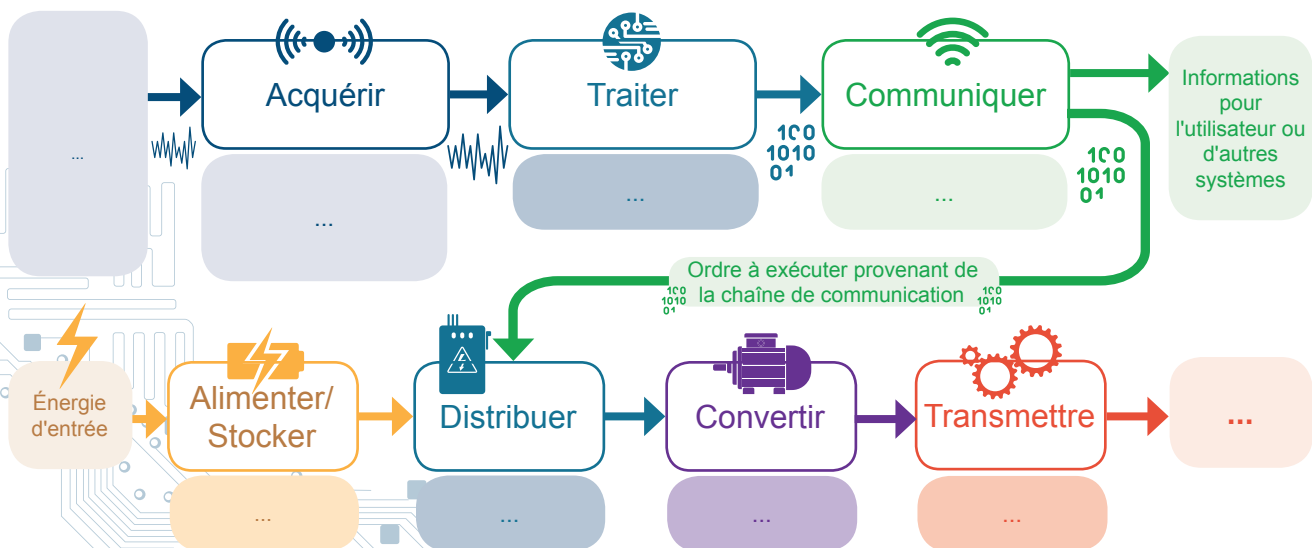 ...
Acquérir
...
Traiter
...
Communiquer
...
100
1010
01
100
1010
01
Informations
pour
l'utilisateur ou
d'autres
systèmes
Ordre à exécuter provenant de
la chaîne de communication
100
1010
01
100
1010
01
Énergie
d'entrée
Alimenter/
Stocker
...
Distribuer
...
Convertir
...
Transmettre
...
...